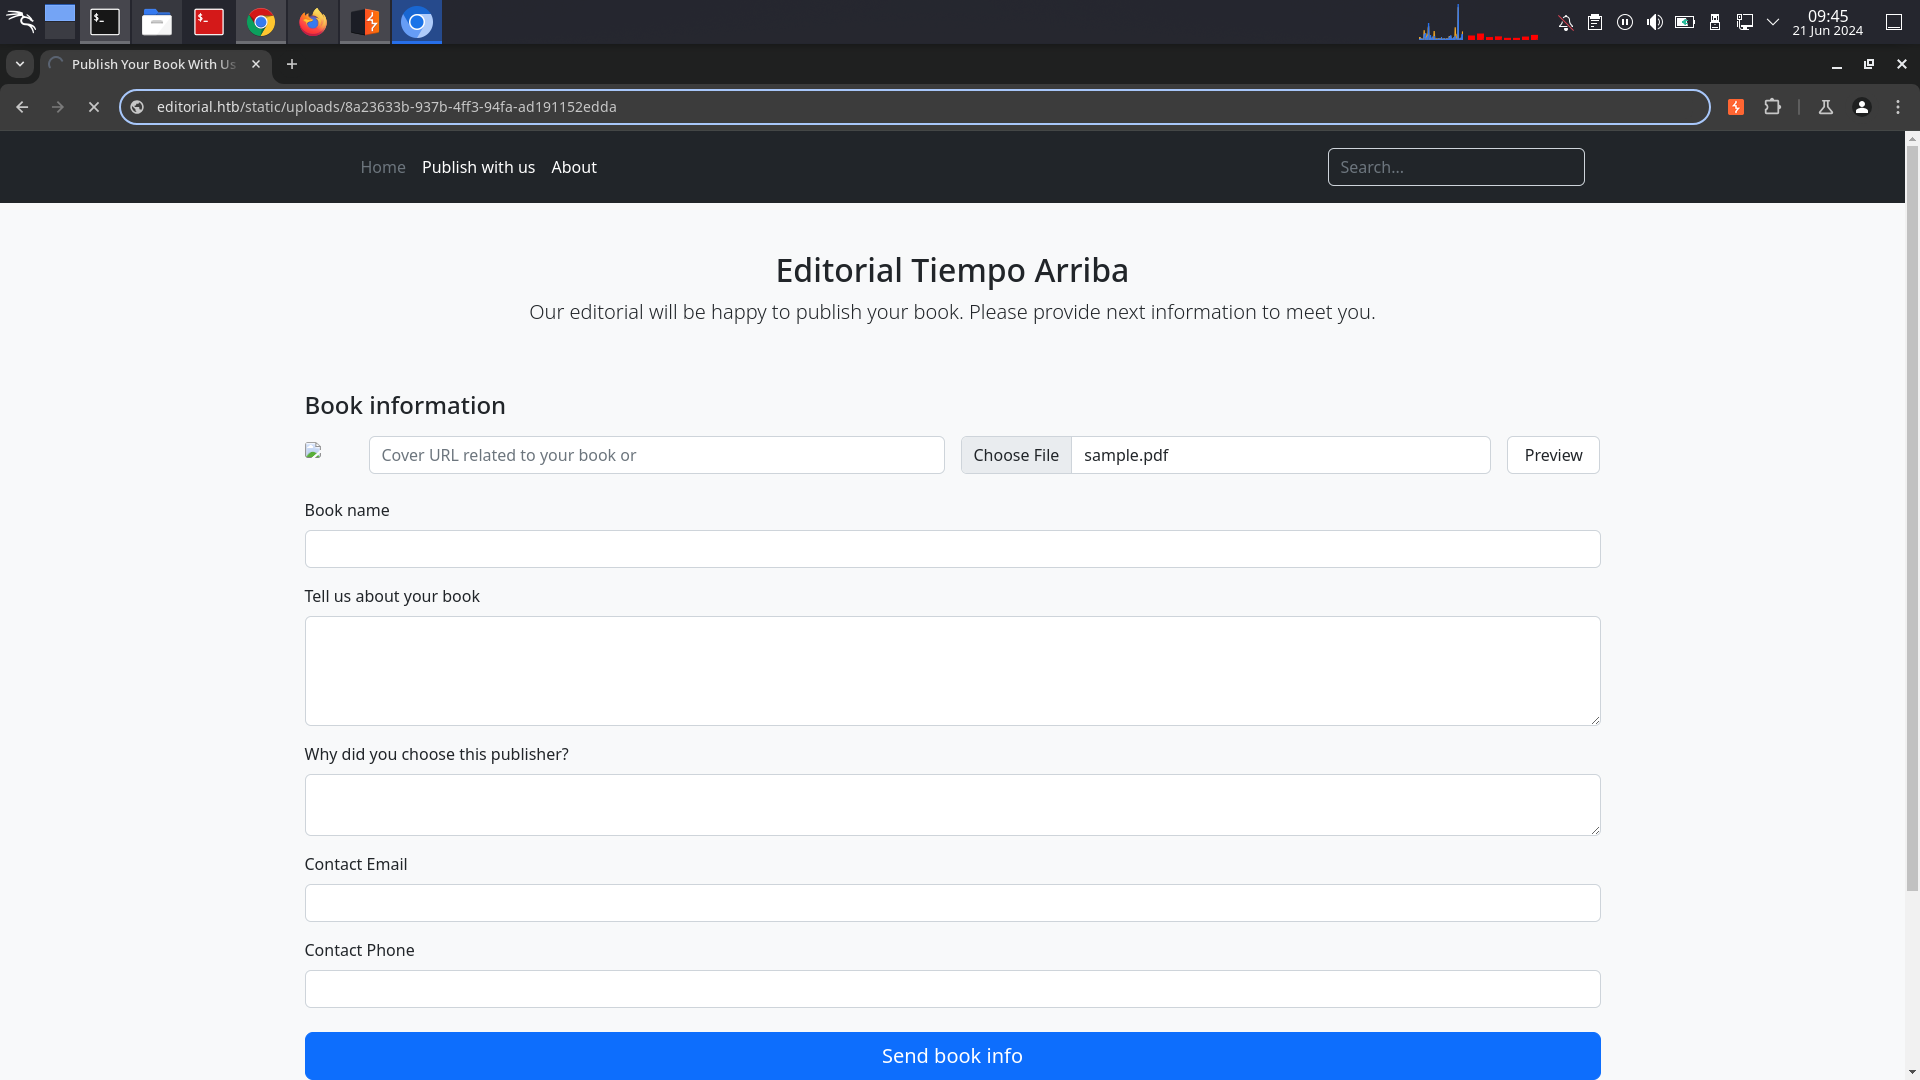 09:45
21 Jun 2024
Publish Your Book With Us
editorial.htb/static/uploads/8a23633b-937b-4ff3-94fa-ad191152edda
Home Publish with us About Search...
Editorial Tiempo Arriba
Our editorial will be happy to publish your book. Please provide next information to meet you.
Book information
Cover URL related to your book or Choose File sample.pdf Preview
Book name
Tell us about your book
Why did you choose this publisher?
Contact Email
Contact Phone
Send book info